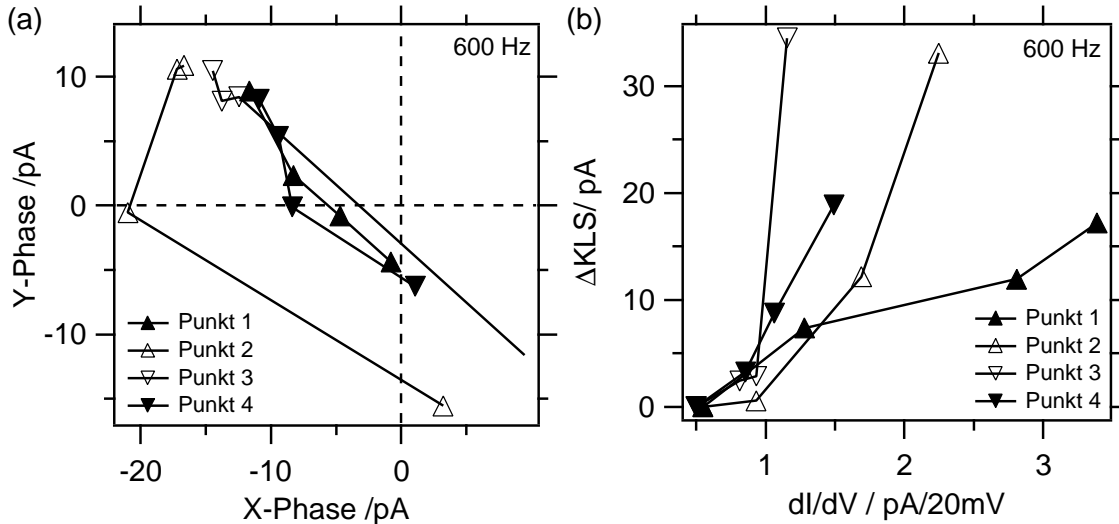 (a)
600 Hz
10
0
-10
Y-Phase /pA
Punkt 1
Punkt 2
Punkt 3
Punkt 4
-20
-10
0
X-Phase /pA
(b)
600 Hz
30
20
10
0
ΔKLS/ pA
Punkt 1
Punkt 2
Punkt 3
Punkt 4
1
2
3
dI/dV / pA/20mV